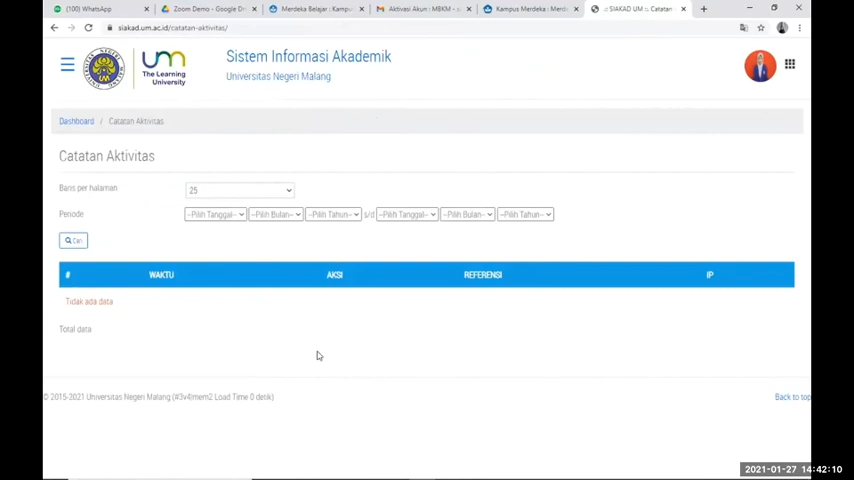 (100) WhatsApp
Zoom Demo – Google Dr
Merdeka Belajar : Kampus
Aktivasi Akun : MBKM –
Kampus Merdeka : Merd
.:: SIAKAD UM ::. Catatan
siakad.um.ac.id/catatan-aktivitas/
The Learning
University
Sistem Informasi Akademik
Universitas Negeri Malang
Dashboard / Catatan Aktivitas
Catatan Aktivitas
Baris per halaman 25
Periode --Pilih Tanggal-- --Pilih Bulan-- --Pilih Tahun-- s/d --Pilih Tanggal-- --Pilih Bulan-- --Pilih Tahun--
Cari
# WAKTU AKSI REFERENSI IP
Tidak ada data
Total data
© 2015-2021 Universitas Negeri Malang (#3v4)mem2 Load Time 0 detik)
Back to top
2021-01-27 14:42:10